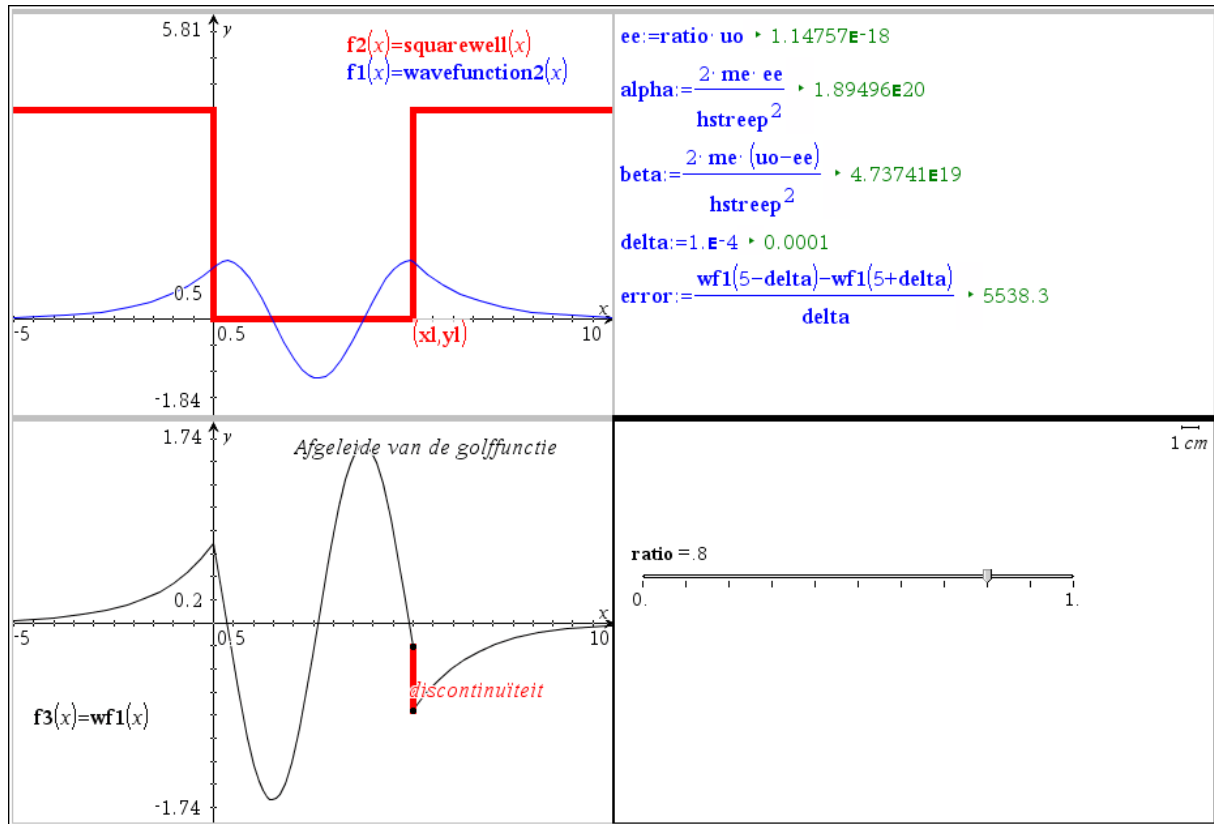 5.81 y
f2(x)=squarewell(x)
f1(x)=wavefunction2(x)
0.5
x
-5
0.5
(xl,yl)
10
-1.84
ee:=ratio· uo ▸ 1.14757E-18
alpha:= 2· me· ee / hstreep^2 ▸ 1.89496E20
beta:= 2· me· (uo-ee) / hstreep^2 ▸ 4.73741E19
delta:=1.E-4 ▸ 0.0001
error:= wf1(5-delta)-wf1(5+delta) / delta ▸ 5538.3
1.74 y
Afgeleide van de golffunctie
0.2
x
-5
0.5
10
discontinuïteit
f3(x)=wf1(x)
-1.74
1 cm
ratio =.8
0.
1.